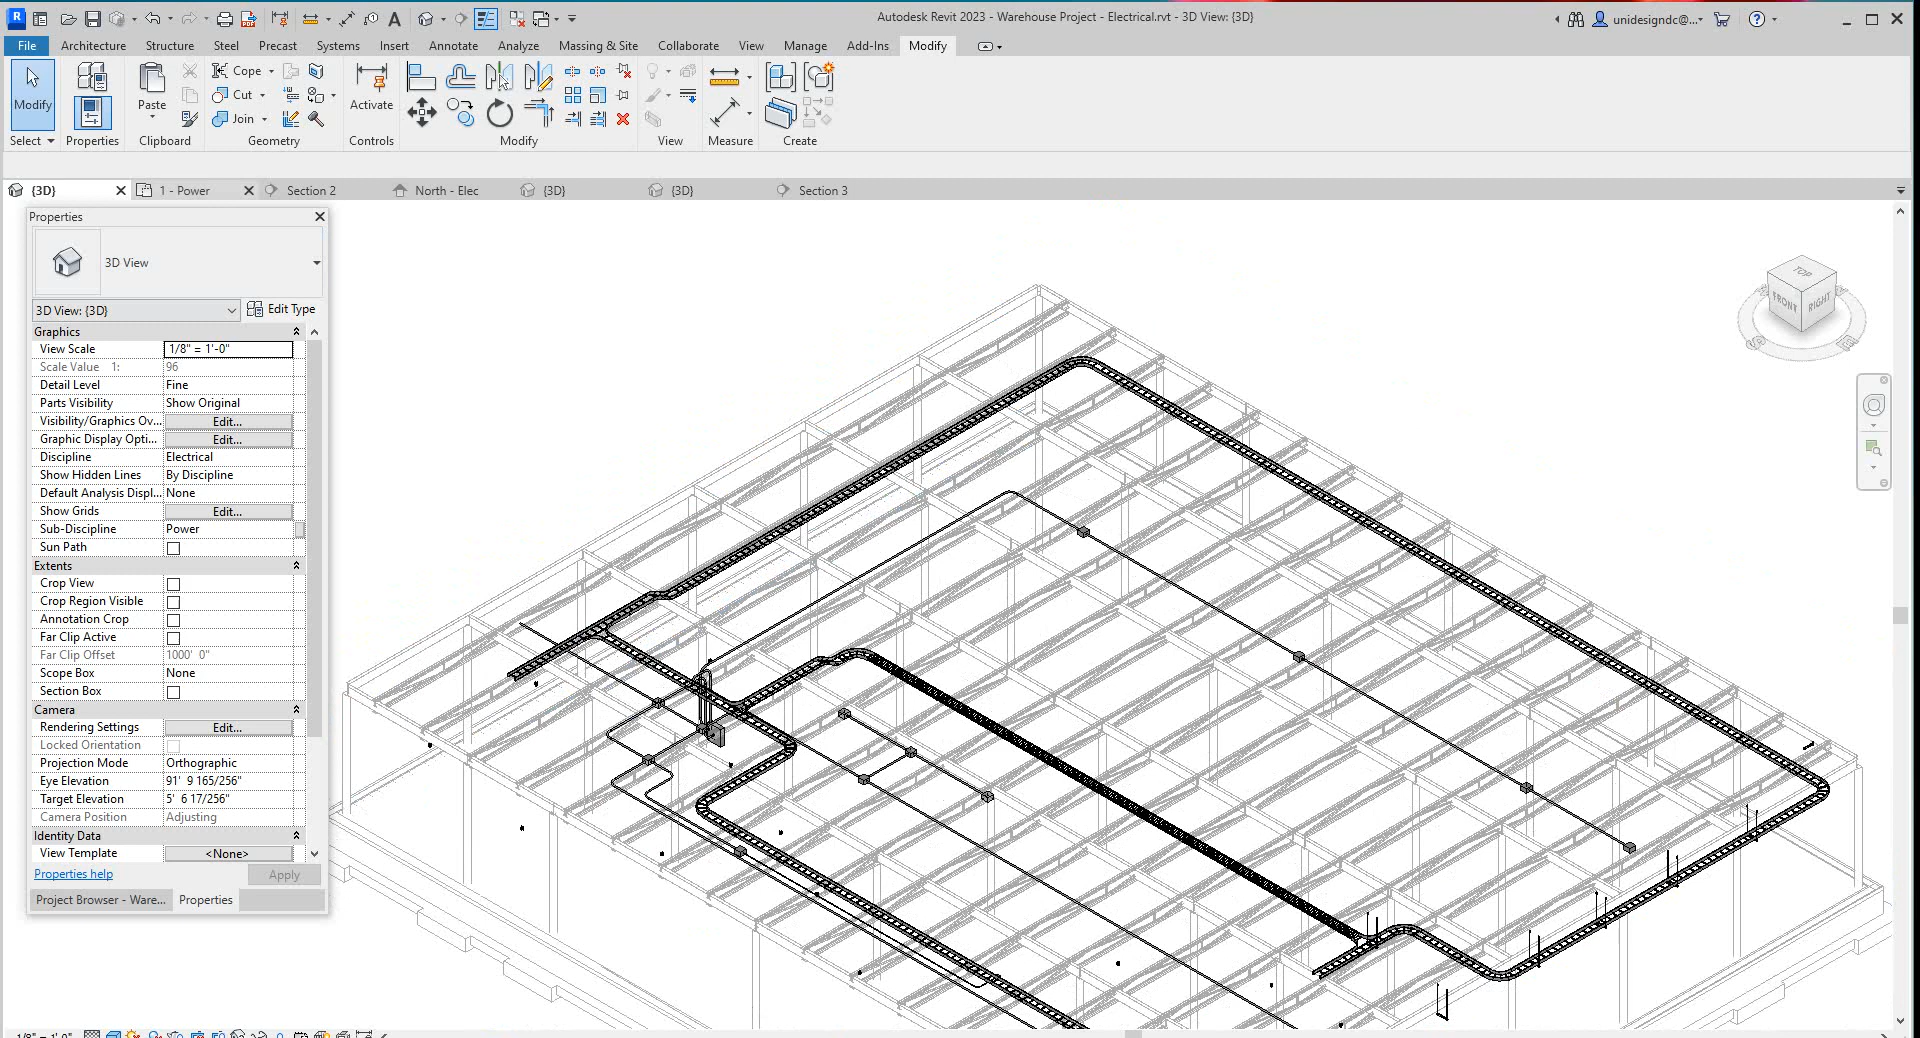 Autodesk Revit 2023 - Warehouse Project - Electrical.rvt - 3D View: {3D}
unidesigndc@...
File Architecture Structure Steel Precast Systems Insert Annotate Analyze Massing & Site Collaborate View Manage Add-Ins Modify
Modify
Paste
Cope
Cut
Join
Activate
Select Properties Clipboard Geometry Controls Modify View Measure Create
{3D} 1 - Power Section 2 North - Elec {3D} {3D} Section 3
Properties
3D View
3D View: {3D} Edit Type
Graphics
View Scale 1/8" = 1'-0"
Scale Value 1: 96
Detail Level Fine
Parts Visibility Show Original
Visibility/Graphics Ov... Edit...
Graphic Display Opti... Edit...
Discipline Electrical
Show Hidden Lines By Discipline
Default Analysis Displ... None
Show Grids Edit...
Sub-Discipline Power
Sun Path
Extents
Crop View
Crop Region Visible
Annotation Crop
Far Clip Active
Far Clip Offset 1000' 0"
Scope Box None
Section Box
Camera
Rendering Settings Edit...
Locked Orientation
Projection Mode Orthographic
Eye Elevation 91' 9 165/256"
Target Elevation 5' 6 17/256"
Camera Position Adjusting
Identity Data
View Template <None>
Properties help Apply
Project Browser - Ware... Properties
TOP
FRONT
RIGHT
1/8" = 1'-0"